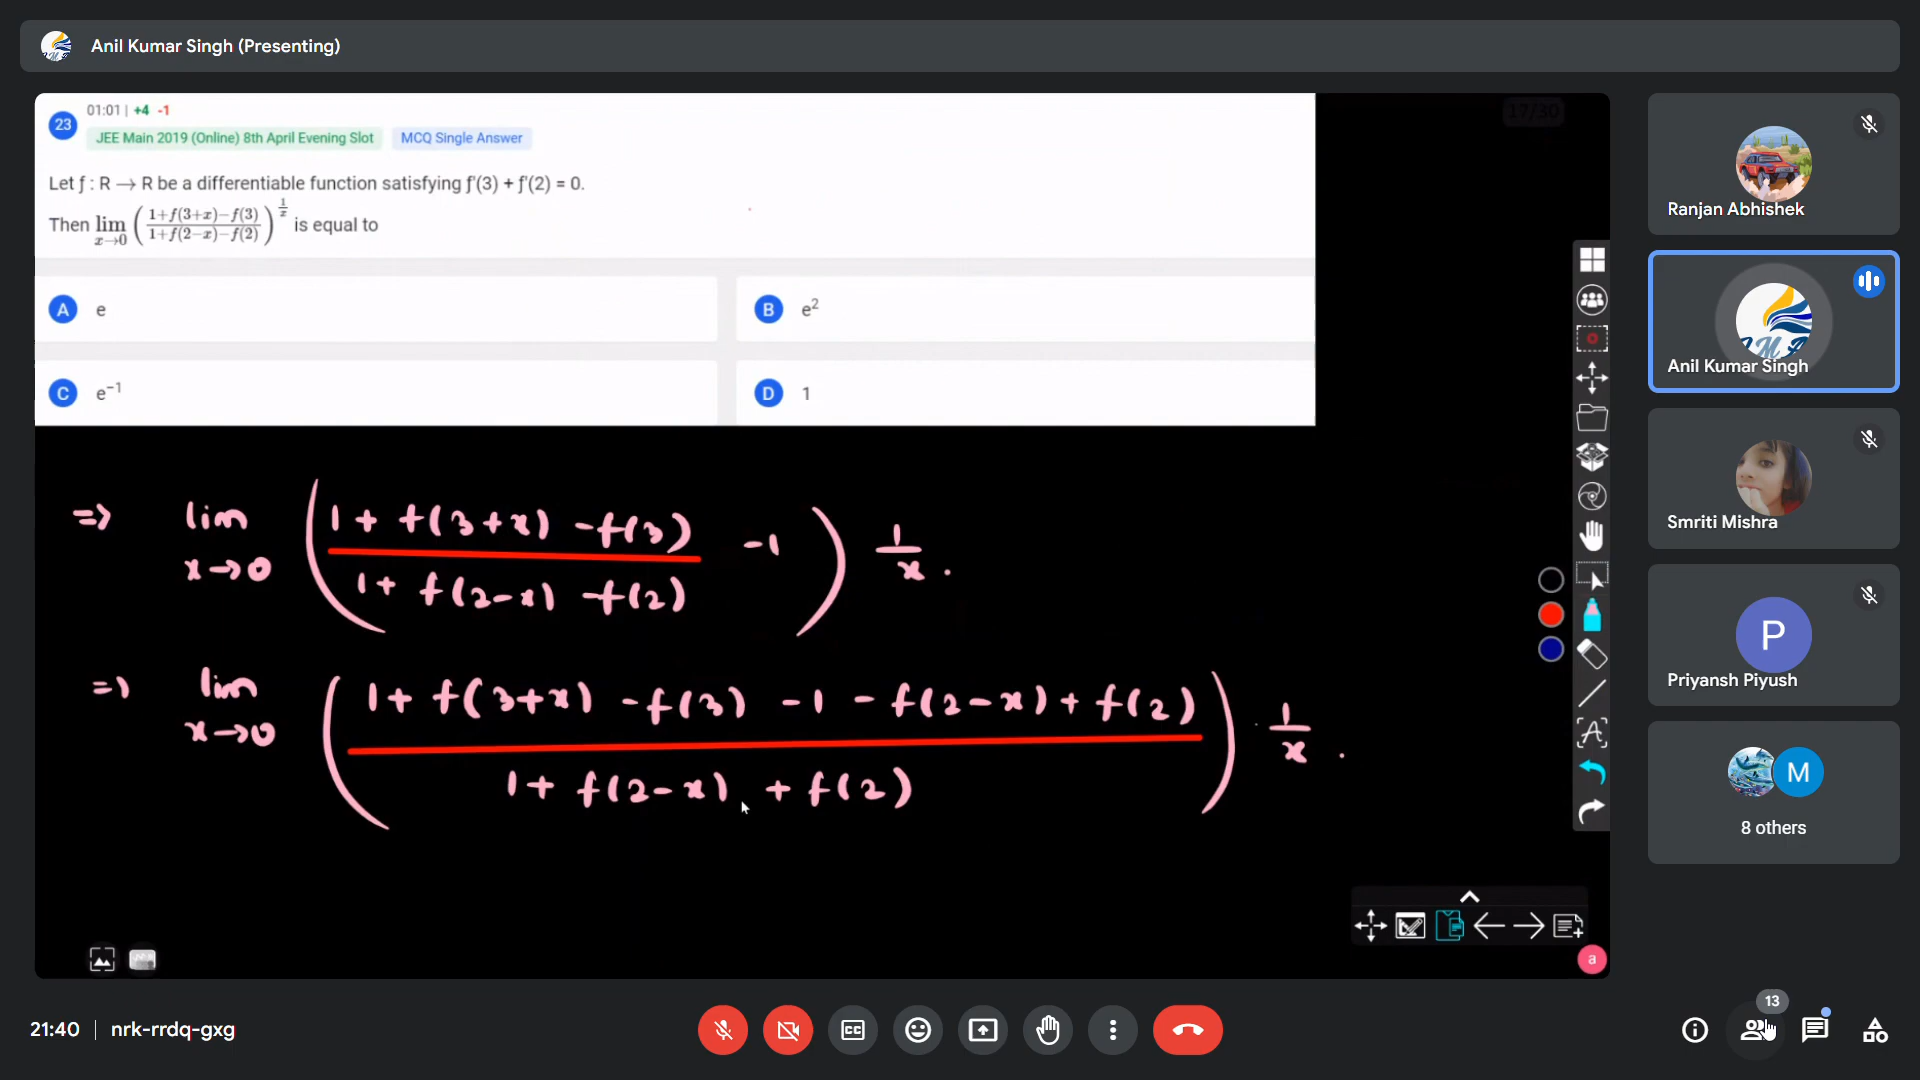 Anil Kumar Singh (Presenting)
17/30
23
01:01 | +4 -1
JEE Main 2019 (Online) 8th April Evening Slot MCQ Single Answer
Let f : R → R be a differentiable function satisfying f'(3) + f'(2) = 0.
Then lim x→0 ( 1+f(3+x)−f(3) / 1+f(2−x)−f(2) )^(1/x) is equal to
A e
B e²
C e⁻¹
D 1
=> lim x→0 ( 1 + f(3+x) - f(3) / 1 + f(2-x) - f(2) - 1 ) 1/x .
=> lim x→0 ( 1 + f(3+x) - f(3) - 1 - f(2-x) + f(2) / 1 + f(2-x) + f(2) ) 1/x .
a
Ranjan Abhishek
Anil Kumar Singh
Smriti Mishra
P
Priyansh Piyush
M
8 others
21:40 | nrk-rrdq-gxg
CC
13